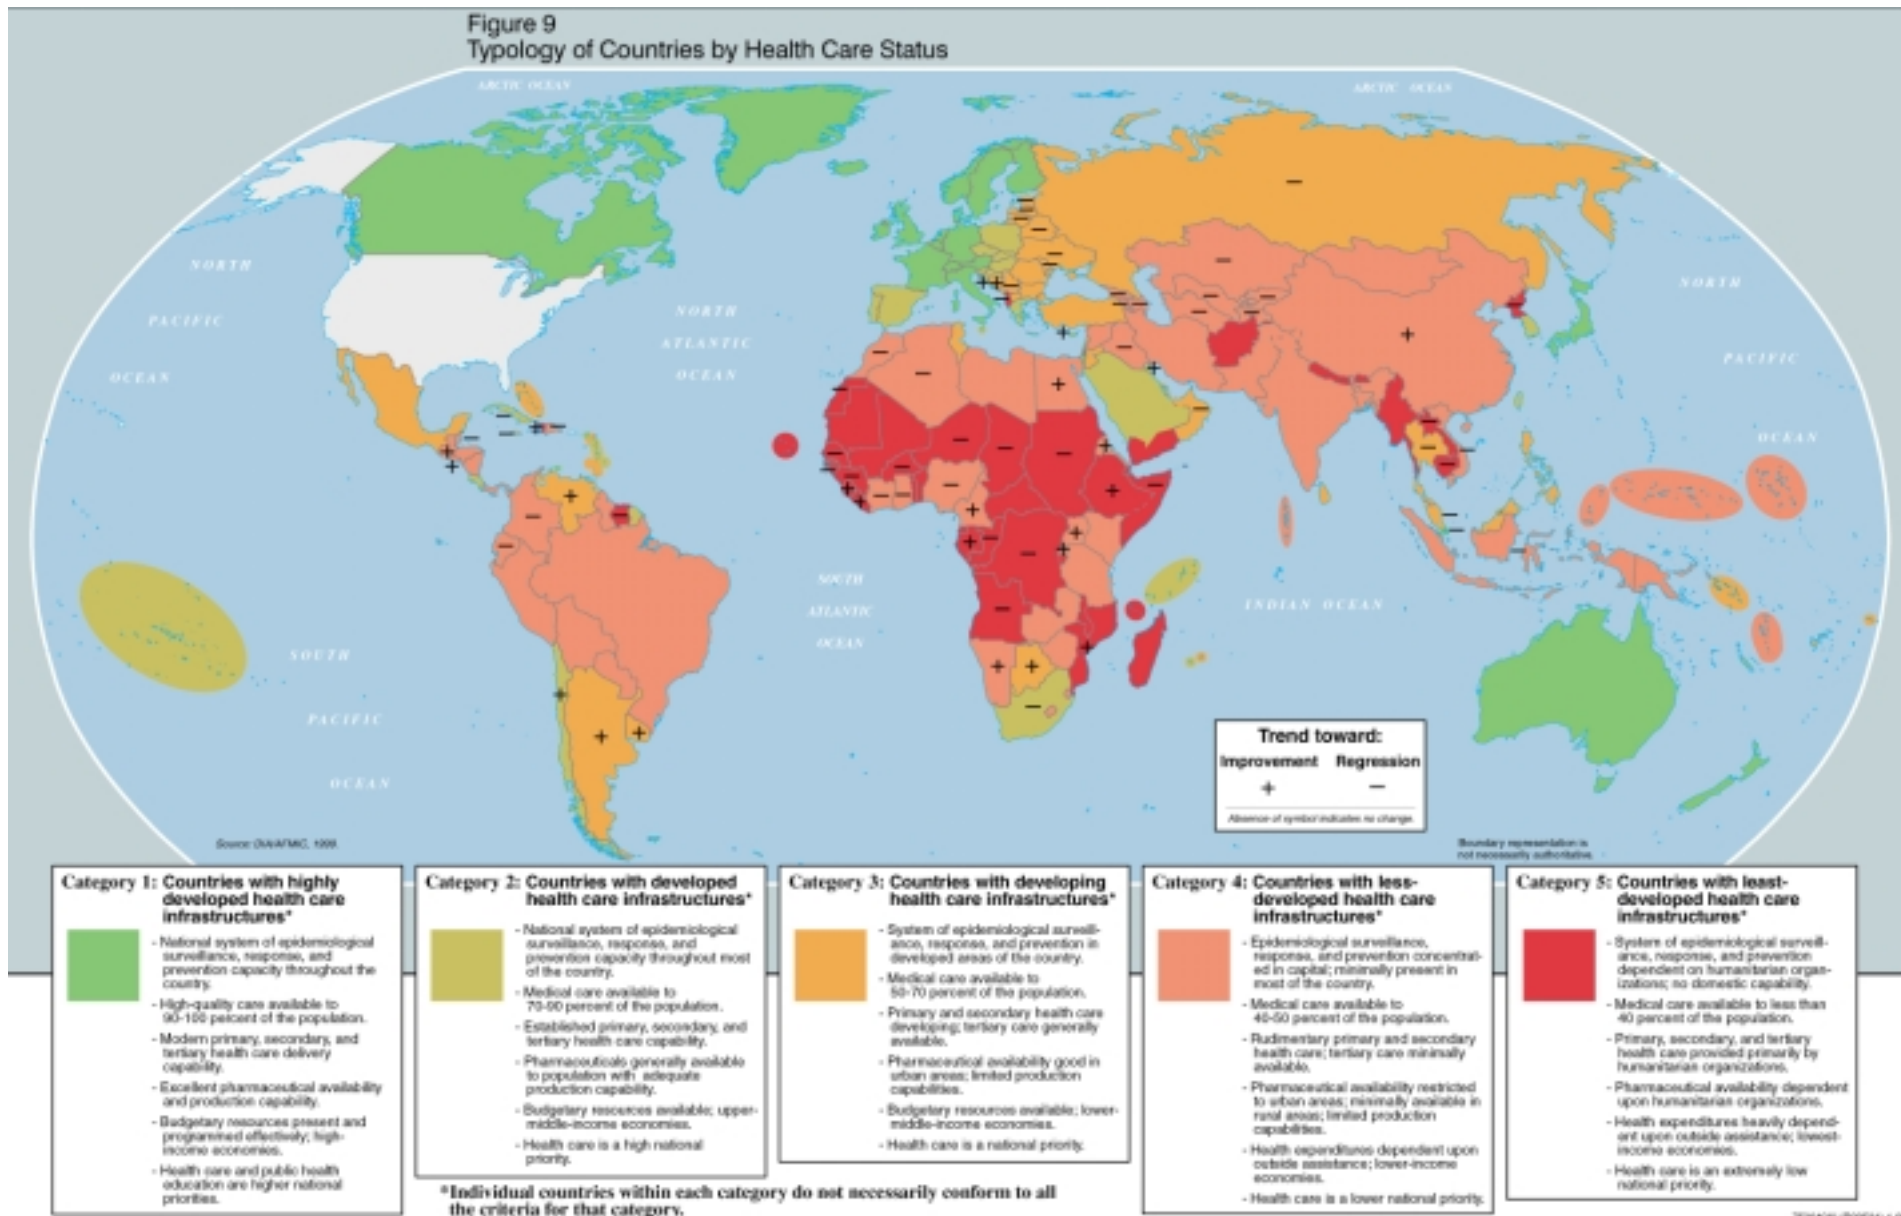 Figure 9
Typology of Countries by Health Care Status
ARCTIC OCEAN
ARCTIC OCEAN
NORTH
PACIFIC
OCEAN
NORTH
ATLANTIC
OCEAN
NORTH
PACIFIC
OCEAN
SOUTH
PACIFIC
OCEAN
SOUTH
ATLANTIC
OCEAN
INDIAN OCEAN
Trend toward:
Improvement Regression
+ –
Absence of symbol indicates no change.
Source: DIA/AFMIC, 1999.
Boundary representation is
not necessarily authoritative.
Category 1: Countries with highly
developed health care
infrastructures*
- National system of epidemiological
surveillance, response, and
prevention capacity throughout the
country.
- High-quality care available to
90-100 percent of the population.
- Modern primary, secondary, and
tertiary health care delivery
capability.
- Excellent pharmaceutical availability
and production capability.
- Budgetary resources present and
programmed effectively; high-
income economies.
- Health care and public health
education are higher national
priorities.
Category 2: Countries with developed
health care infrastructures*
- National system of epidemiological
surveillance, response, and
prevention capacity throughout most
of the country.
- Medical care available to
70-90 percent of the population.
- Established primary, secondary, and
tertiary health care capability.
- Pharmaceuticals generally available
to population with adequate
production capability.
- Budgetary resources available; upper-
middle-income economies.
- Health care is a high national
priority.
Category 3: Countries with developing
health care infrastructures*
- System of epidemiological surveill-
ance, response, and prevention in
developed areas of the country.
- Medical care available to
50-70 percent of the population.
- Primary and secondary health care
developing; tertiary care generally
available.
- Pharmaceutical availability good in
urban areas; limited production
capabilities.
- Budgetary resources available; lower-
middle-income economies.
- Health care is a national priority.
Category 4: Countries with less-
developed health care
infrastructures*
- Epidemiological surveillance,
response, and prevention concentrat-
ed in capital; minimally present in
most of the country.
- Medical care available to
40-50 percent of the population.
- Rudimentary primary and secondary
health care; tertiary care minimally
available.
- Pharmaceutical availability restricted
to urban areas; minimally available in
rural areas; limited production
capabilities.
- Health expenditures dependent upon
outside assistance; lower-income
economies.
- Health care is a lower national priority.
Category 5: Countries with least-
developed health care
infrastructures*
- System of epidemiological surveill-
ance, response, and prevention
dependent on humanitarian organ-
izations; no domestic capability.
- Medical care available to less than
40 percent of the population.
- Primary, secondary, and tertiary
health care provided primarily by
humanitarian organizations.
- Pharmaceutical availability dependent
upon humanitarian organizations.
- Health expenditures heavily depend-
ent upon outside assistance; lowest-
income economies.
- Health care is an extremely low
national priority.
*Individual countries within each category do not necessarily conform to all
the criteria for that category.